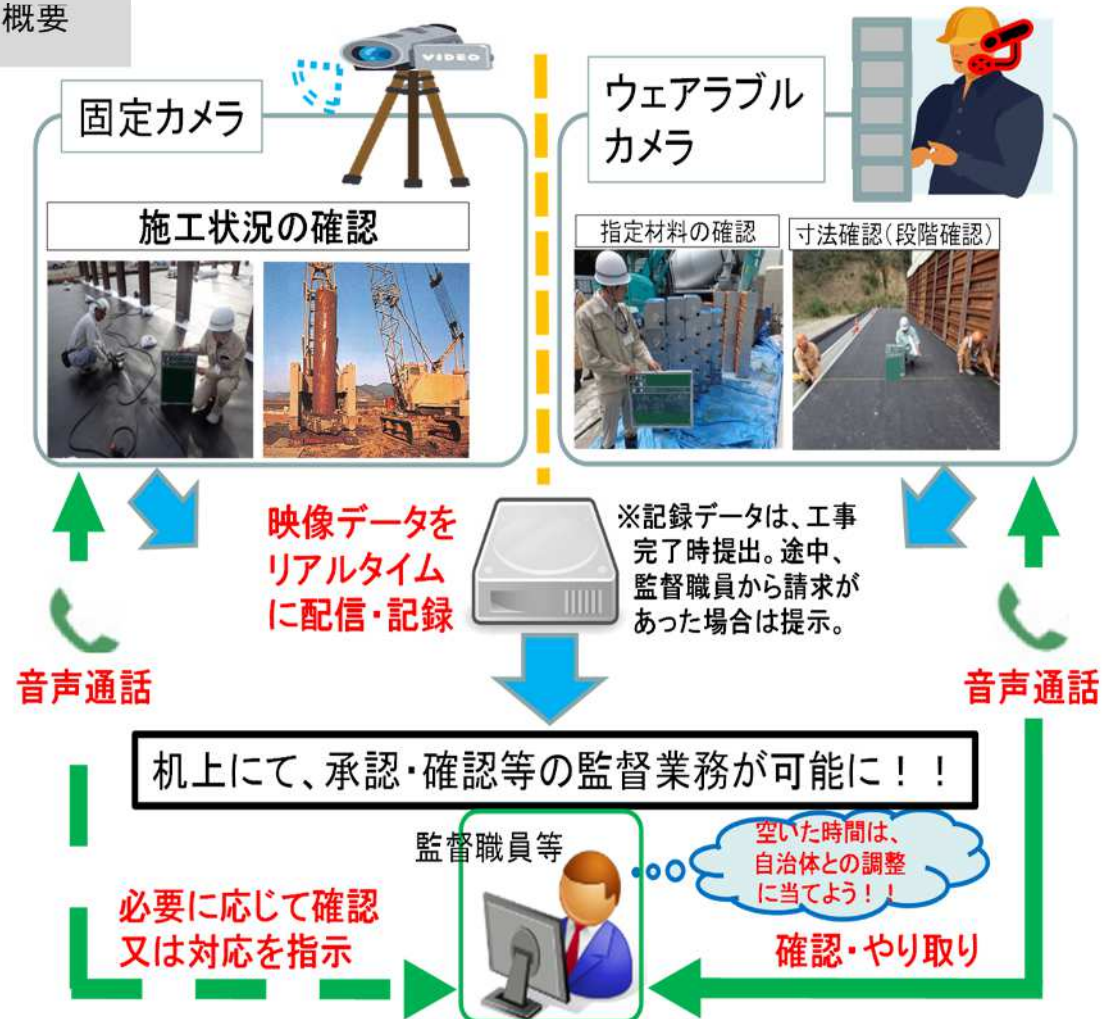 概要
VIDEO
固定カメラ
ウェアラブル
カメラ
施工状況の確認
指定材料の確認
寸法確認(段階確認)
映像データを
リアルタイム
に配信・記録
※記録データは、工事
完了時提出。途中、
監督職員から請求が
あった場合は提示。
音声通話
音声通話
机上にて、承認・確認等の監督業務が可能に！！
監督職員等
空いた時間は、
自治体との調整
に当てよう！！
必要に応じて確認
又は対応を指示
確認・やり取り